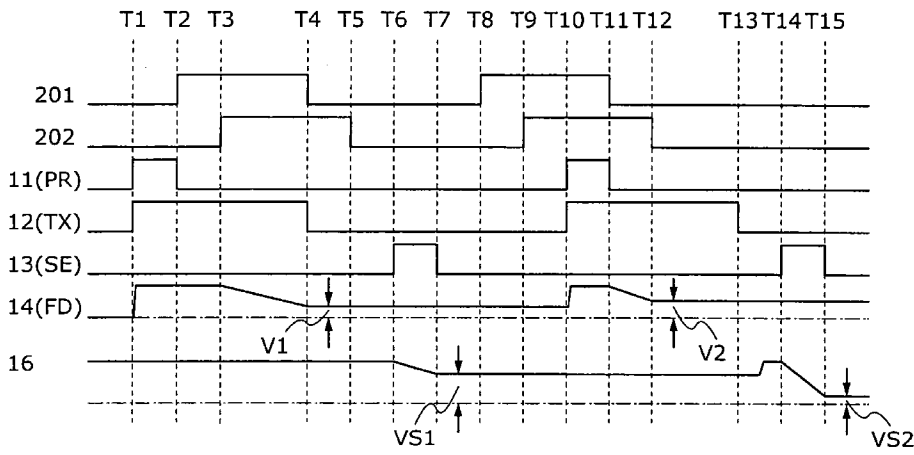 T1 T2 T3 T4 T5 T6 T7 T8 T9 T10 T11 T12 T13 T14 T15
201
202
11(PR)
12(TX)
13(SE)
14(FD)
V1
V2
16
VS1
VS2